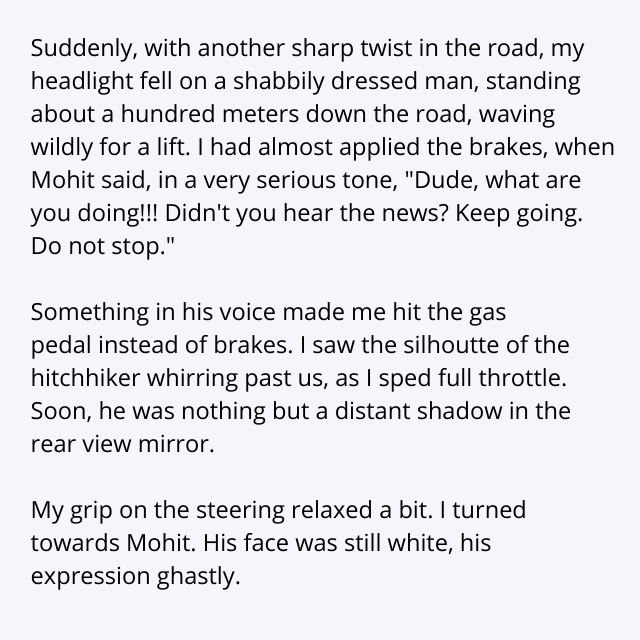 Suddenly, with another sharp twist in the road, my
headlight fell on a shabbily dressed man, standing
about a hundred meters down the road, waving
wildly for a lift. I had almost applied the brakes, when
Mohit said, in a very serious tone, "Dude, what are
you doing!!! Didn't you hear the news? Keep going.
Do not stop."
Something in his voice made me hit the gas
pedal instead of brakes. I saw the silhoutte of the
hitchhiker whirring past us, as I sped full throttle.
Soon, he was nothing but a distant shadow in the
rear view mirror.
My grip on the steering relaxed a bit. I turned
towards Mohit. His face was still white, his
expression ghastly.